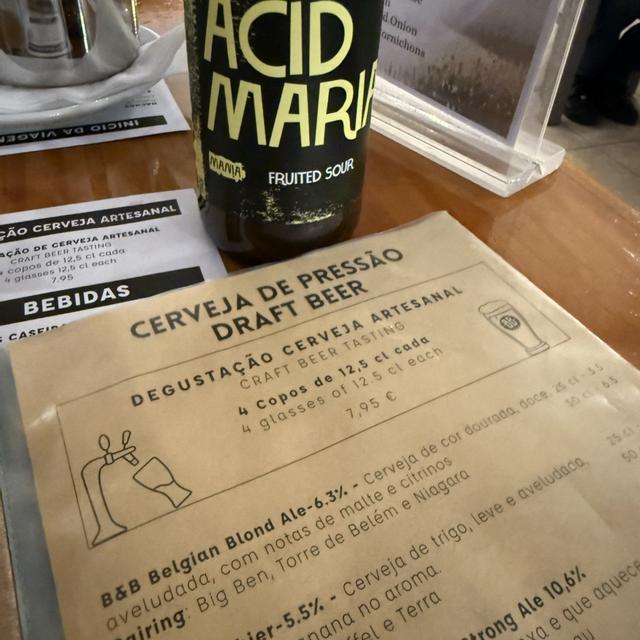 ACID
MARIA
MANIA
FRUITED SOUR
Onion
ornichons
INÍCIO DA VIAGE
ÇÃO CERVEJA ARTESANAL
AÇÃO DE CERVEJA ARTESANAL
CRAFT BEER TASTING
copos de 12,5 cl cada
4 glasses 12,5 cl each
7.95
BEBIDAS
CERVEJA DE PRESSÃO
DRAFT BEER
DEGUSTAÇÃO CERVEJA ARTESANAL
CRAFT BEER TASTING
4 Copos de 12,5 cl cada
4 glasses of 12.5 cl each
7,95 €
B&B Belgian Blond Ale-6.3% - Cerveja de cor dourada, doce, 25 cl
aveludada, com notas de malte e citrinos
50 cl
Pairing: Big Ben, Torre de Belém e Niagara
ier-5.5% - Cerveja de trigo, leve e aveludada, 25 cl
anana no aroma. 50
ffel e Terra
Strong Ale 10,6%
xa e que aquece